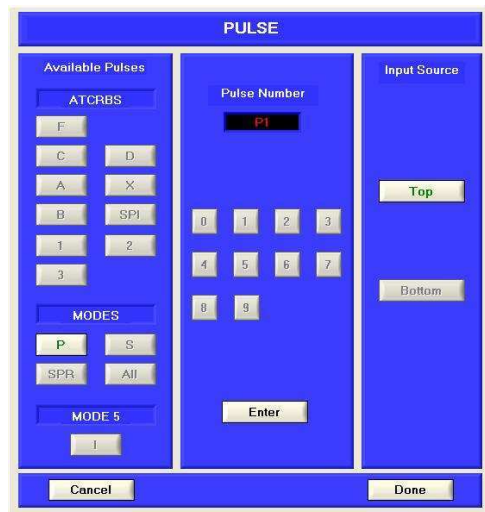 PULSE
Available Pulses
ATCRBS
F
C D
A X
B SPI
1 2
3
MODES
P S
SPR All
MODE 5
I
Pulse Number
P1
0 1 2 3
4 5 6 7
8 9
Enter
Input Source
Top
Bottom
Cancel Done